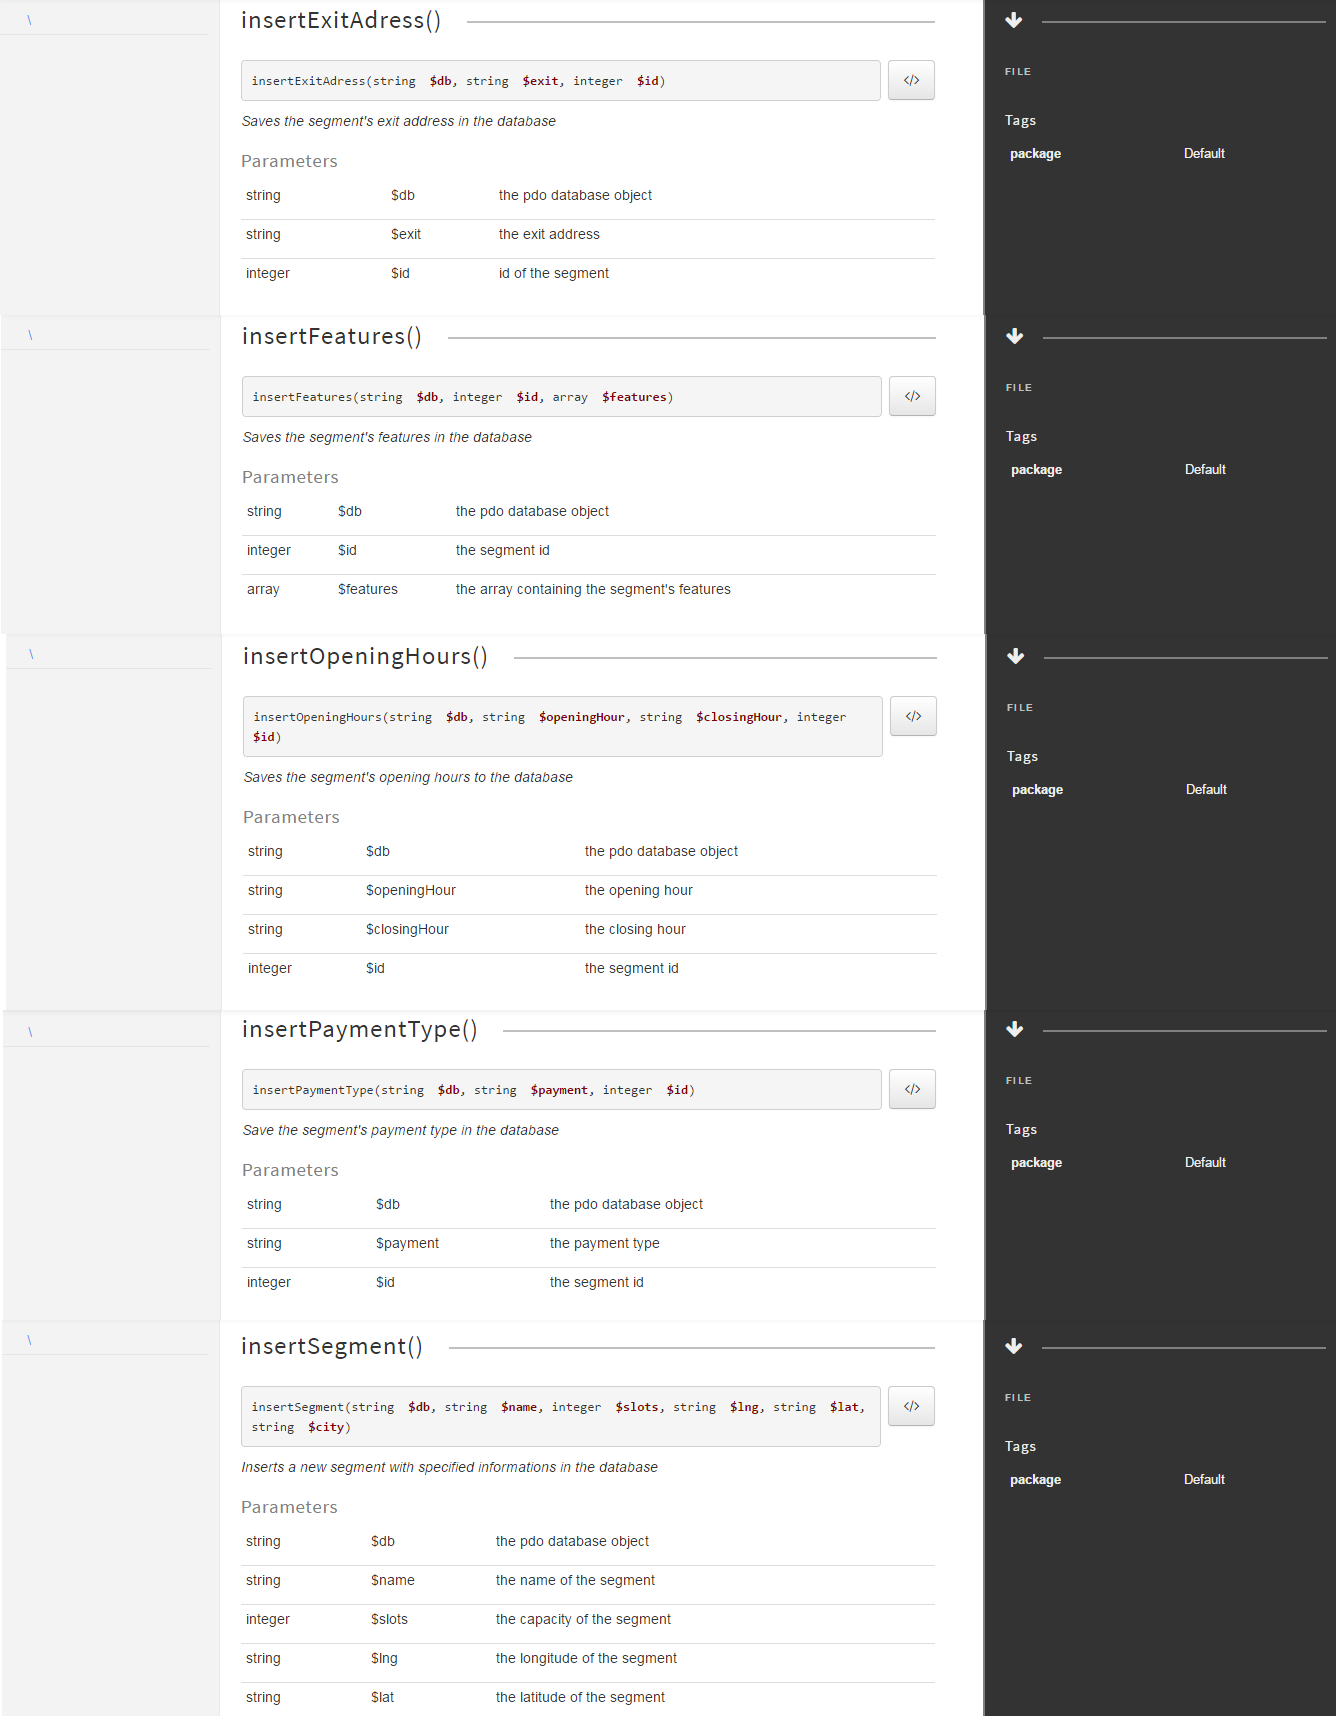 \
insertExitAdress()
insertExitAdress(string $db, string $exit, integer $id)
</>
Saves the segment's exit address in the database
Parameters
string $db the pdo database object
string $exit the exit address
integer $id id of the segment
FILE
Tags
package Default
\
insertFeatures()
insertFeatures(string $db, integer $id, array $features)
</>
Saves the segment's features in the database
Parameters
string $db the pdo database object
integer $id the segment id
array $features the array containing the segment's features
FILE
Tags
package Default
\
insertOpeningHours()
insertOpeningHours(string $db, string $openingHour, string $closingHour, integer
$id)
</>
Saves the segment's opening hours to the database
Parameters
string $db the pdo database object
string $openingHour the opening hour
string $closingHour the closing hour
integer $id the segment id
FILE
Tags
package Default
\
insertPaymentType()
insertPaymentType(string $db, string $payment, integer $id)
</>
Save the segment's payment type in the database
Parameters
string $db the pdo database object
string $payment the payment type
integer $id the segment id
FILE
Tags
package Default
\
insertSegment()
insertSegment(string $db, string $name, integer $slots, string $lng, string $lat,
string $city)
</>
Inserts a new segment with specified informations in the database
Parameters
string $db the pdo database object
string $name the name of the segment
integer $slots the capacity of the segment
string $lng the longitude of the segment
string $lat the latitude of the segment
FILE
Tags
package Default